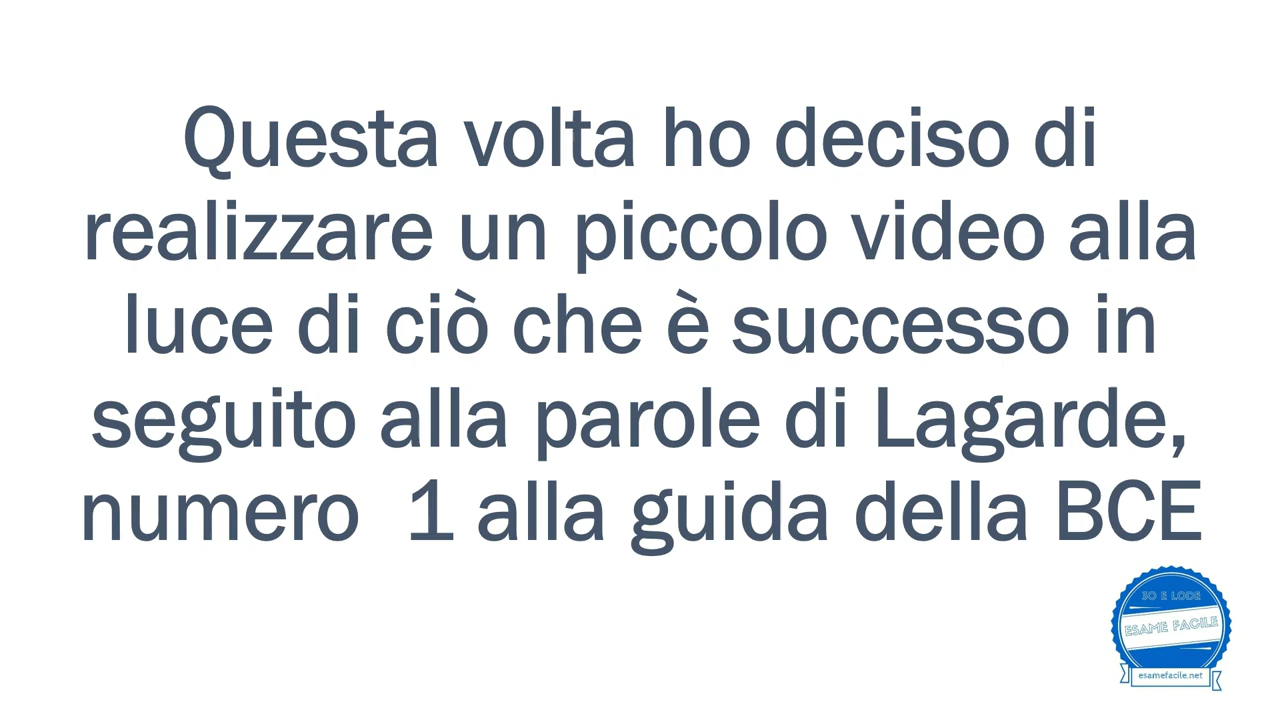 Questa volta ho deciso di
realizzare un piccolo video alla
luce di ciò che è successo in
seguito alla parole di Lagarde,
numero  1 alla guida della BCE
30 E LODE
ESAME FACILE
esamefacile.net